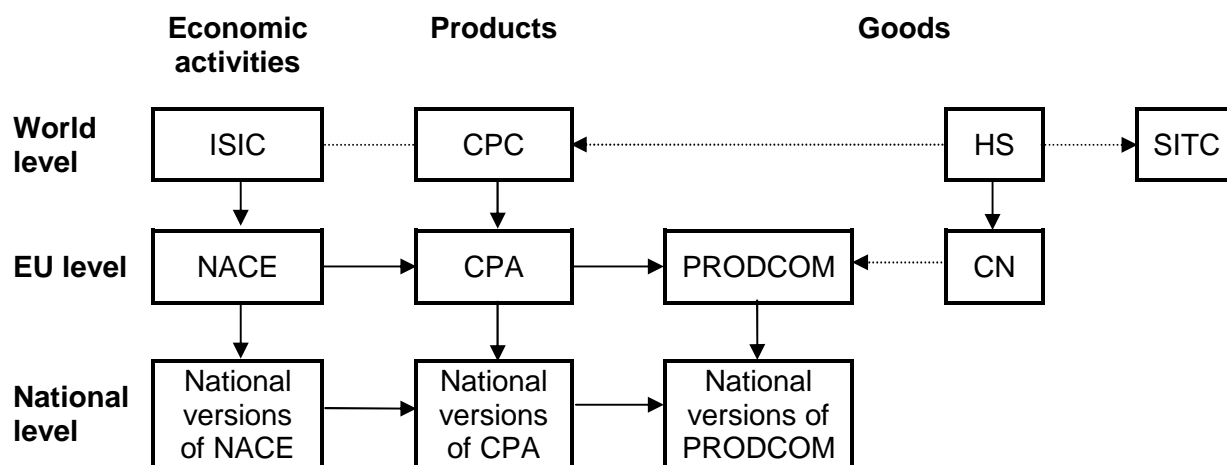 Economic
activities
Products
Goods
World
level
ISIC
CPC
HS
SITC
EU level
NACE
CPA
PRODCOM
CN
National
level
National
versions
of NACE
National
versions
of CPA
National
versions of
PRODCOM